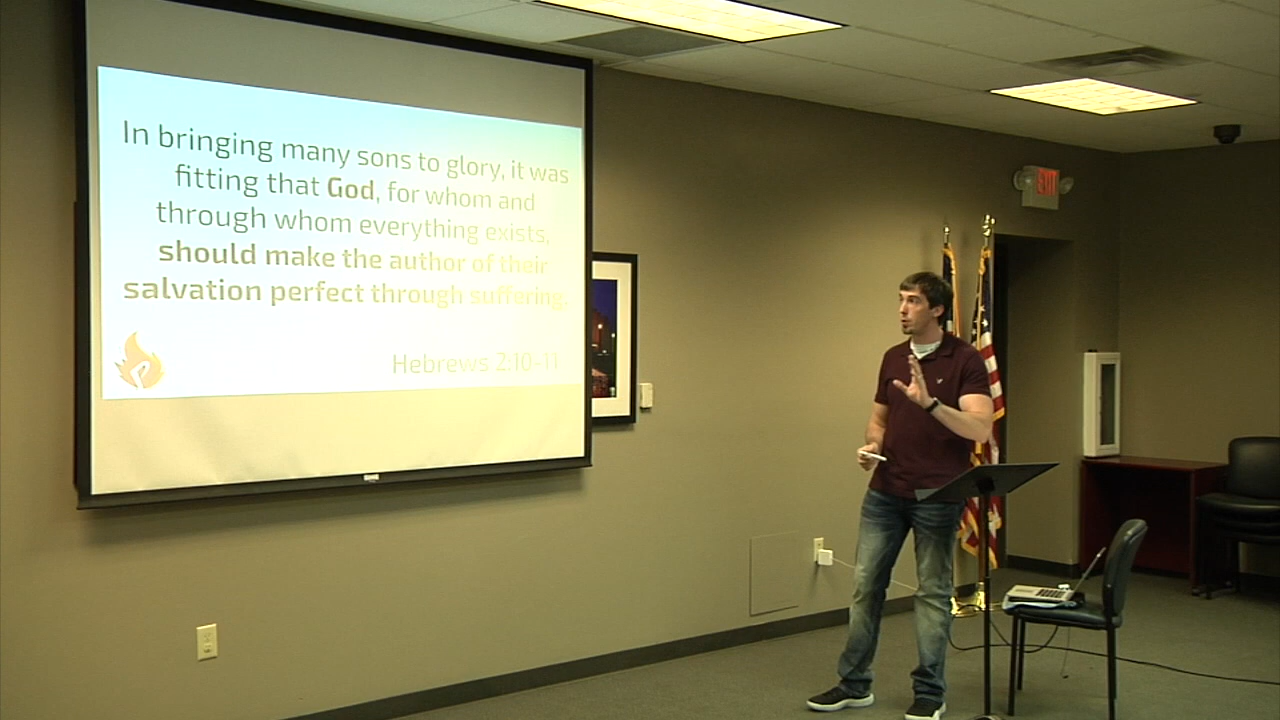 In bringing many sons to glory, it was
fitting that God, for whom and
through whom everything exists,
should make the author of their
salvation perfect through suffering.
Hebrews 2:10-11
EXIT